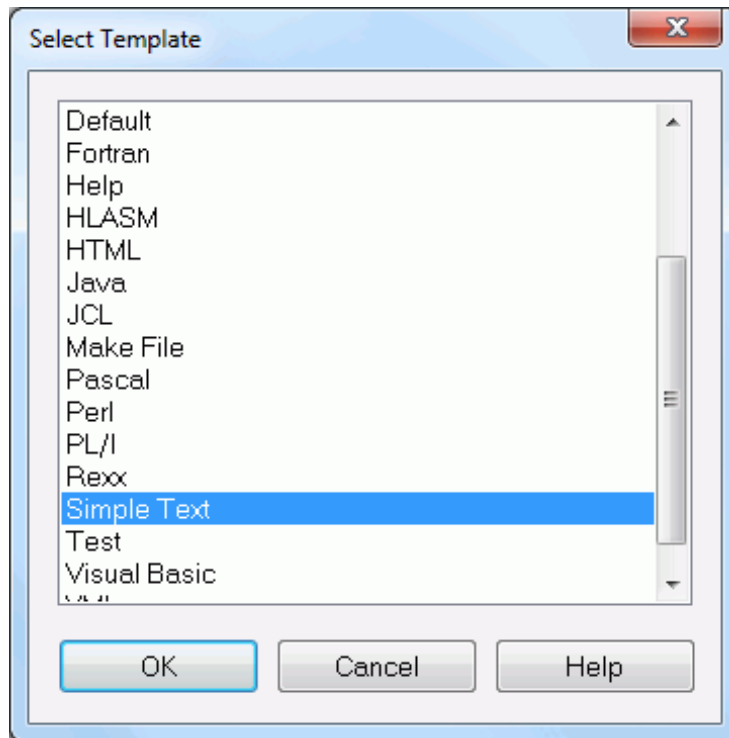 Select Template
Default
Fortran
Help
HLASM
HTML
Java
JCL
Make File
Pascal
Perl
PL/I
Rexx
Simple Text
Test
Visual Basic
OK
Cancel
Help